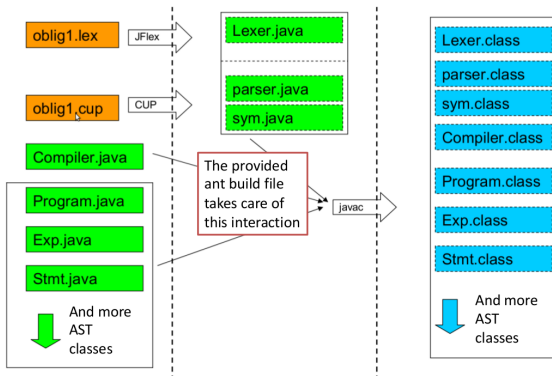 oblig1.lex
JFlex
Lexer.java
oblig1.cup
CUP
parser.java
sym.java
Compiler.java
Program.java
Exp.java
Stmt.java
And more
AST
classes
The provided
ant build file
takes care of
this interaction
javac
Lexer.class
parser.class
sym.class
Compiler.class
Program.class
Exp.class
Stmt.class
And more
AST
classes